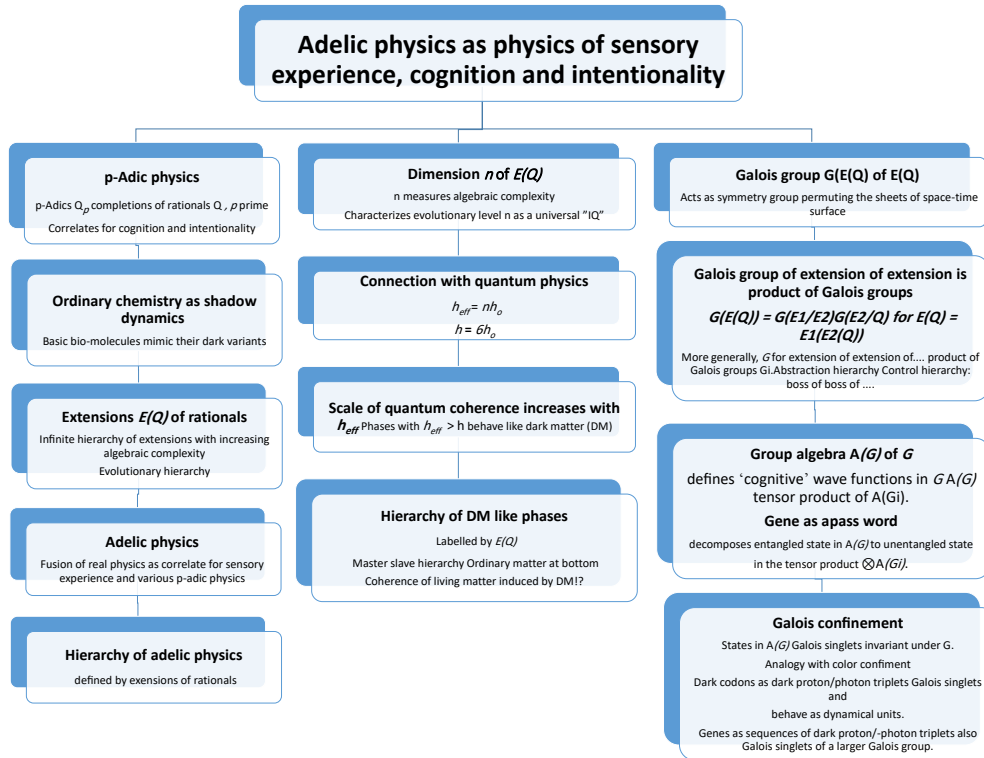 Adelic physics as physics of sensory
experience, cognition and intentionality
p-Adic physics
p-Adics Qp completions of rationals Q , p prime
Correlates for cognition and intentionality
Ordinary chemistry as shadow
dynamics
Basic bio-molecules mimic their dark variants
Extensions E(Q) of rationals
Infinite hierarchy of extensions with increasing
algebraic complexity
Evolutionary hierarchy
Adelic physics
Fusion of real physics as correlate for sensory
experience and various p-adic physics
Hierarchy of adelic physics
defined by exensions of rationals
Dimension n of E(Q)
n measures algebraic complexity
Characterizes evolutionary level n as a universal ”IQ”
Connection with quantum physics
heff = nho
h = 6ho
Scale of quantum coherence increases with
heff Phases with heff > h behave like dark matter (DM)
Hierarchy of DM like phases
Labelled by E(Q)
Master slave hierarchy Ordinary matter at bottom
Coherence of living matter induced by DM!?
Galois group G(E(Q) of E(Q)
Acts as symmetry group permuting the sheets of space-time
surface
Galois group of extension of extension is
product of Galois groups
G(E(Q)) = G(E1/E2)G(E2/Q) for E(Q) =
E1(E2(Q))
More generally, G for extension of extension of.... product of
Galois groups Gi.Abstraction hierarchy Control hierarchy:
boss of boss of ....
Group algebra A(G) of G
defines ‘cognitive’ wave functions in G A(G)
tensor product of A(Gi).
Gene as apass word
decomposes entangled state in A(G) to unentangled state
in the tensor product ⊗A(Gi).
Galois confinement
States in A(G) Galois singlets invariant under G.
Analogy with color confiment
Dark codons as dark proton/photon triplets Galois singlets
and
behave as dynamical units.
Genes as sequences of dark proton/-photon triplets also
Galois singlets of a larger Galois group.